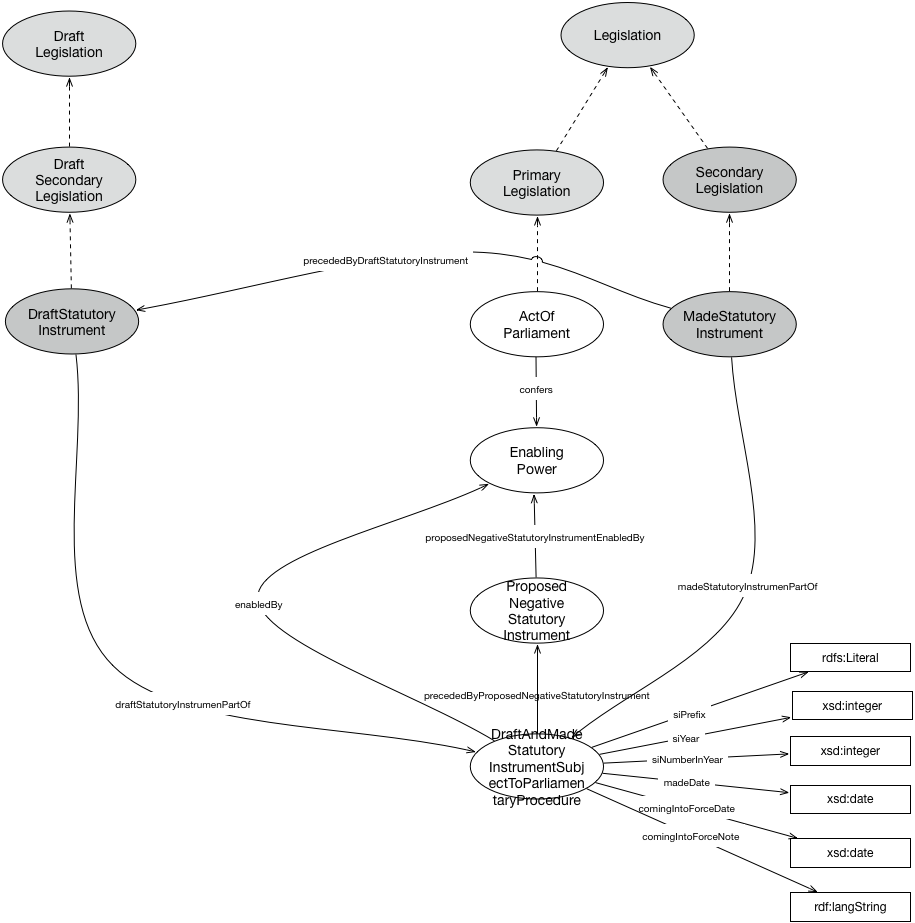 Draft
Legislation
Legislation
Draft
Secondary
Legislation
Primary
Legislation
Secondary
Legislation
precededByDraftStatutoryInstrument
DraftStatutory
Instrument
ActOf
Parliament
MadeStatutory
Instrument
confers
Enabling
Power
proposedNegativeStatutoryInstrumentEnabledBy
Proposed
Negative
Statutory
Instrument
madeStatutoryInstrumenPartOf
enabledBy
rdfs:Literal
precededByProposedNegativeStatutoryInstrument
draftStatutoryInstrumenPartOf
xsd:integer
siPrefix
DraftAndMade
Statutory
InstrumentSubj
ectToParliamen
taryProcedure
siYear
xsd:integer
siNumberInYear
madeDate
xsd:date
comingIntoForceDate
comingIntoForceNote
xsd:date
rdf:langString